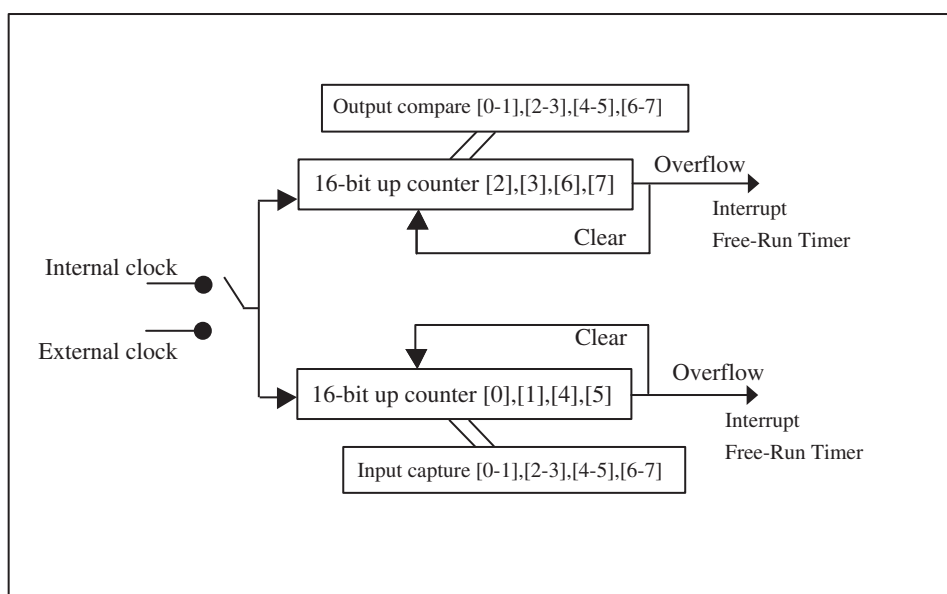 Output compare [0-1],[2-3],[4-5],[6-7]
16-bit up counter [2],[3],[6],[7]
Overflow
Interrupt
Free-Run Timer
Clear
Internal clock
External clock
Clear
16-bit up counter [0],[1],[4],[5]
Overflow
Interrupt
Free-Run Timer
Input capture [0-1],[2-3],[4-5],[6-7]